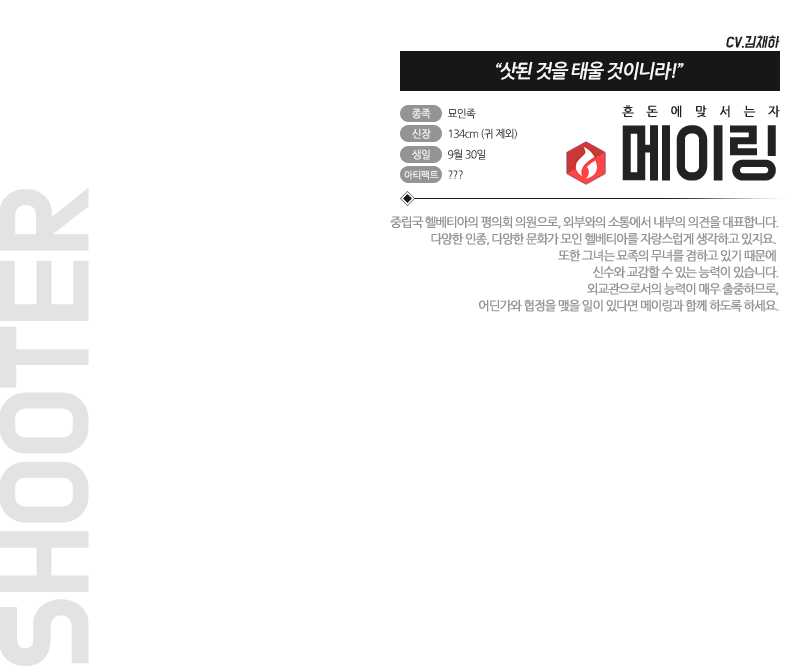 CV.김채하
“삿된 것을 태울 것이니라!”
혼돈에 맞서는 자
메이링
종족 묘인족
신장 134cm (귀 제외)
생일 9월 30일
아티팩트 ???
중립국 헬베티아의 평의회 의원으로, 외부와의 소통에서 내부의 의견을 대표합니다.
다양한 인종, 다양한 문화가 모인 헬베티아를 자랑스럽게 생각하고 있지요.
또한 그녀는 묘족의 무녀를 겸하고 있기 때문에
신수와 교감할 수 있는 능력이 있습니다.
외교관으로서의 능력이 매우 출중하므로,
어딘가와 협정을 맺을 일이 있다면 메이링과 함께 하도록 하세요.
SHOOTER